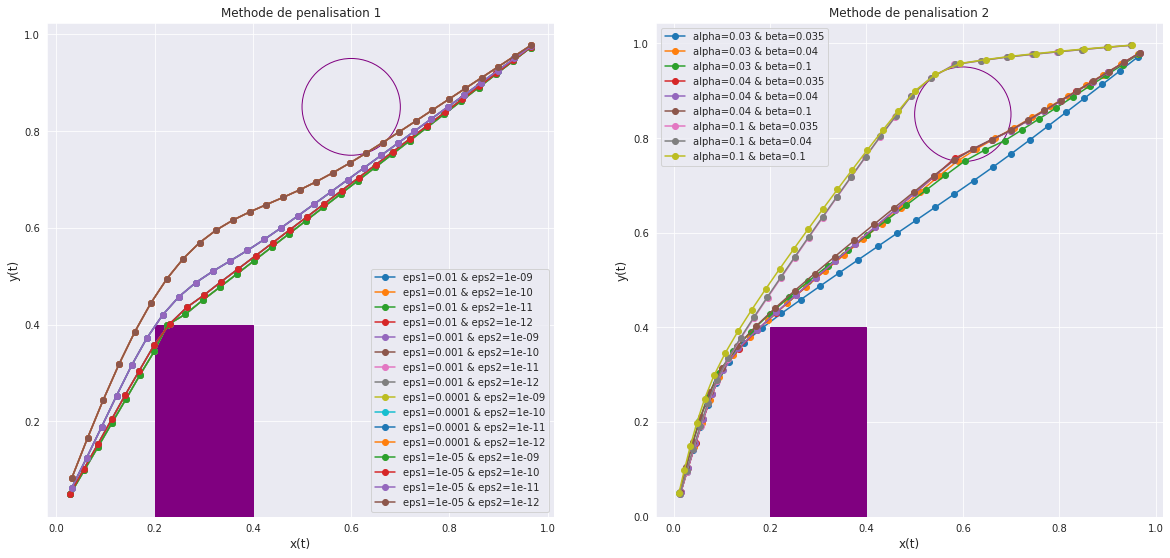 Methode de penalisation 1
1.0
0.8
0.6
0.4
0.2
y(t)
0.0
0.2
0.4
0.6
0.8
1.0
x(t)
eps1=0.01 & eps2=1e-09
eps1=0.01 & eps2=1e-10
eps1=0.01 & eps2=1e-11
eps1=0.01 & eps2=1e-12
eps1=0.001 & eps2=1e-09
eps1=0.001 & eps2=1e-10
eps1=0.001 & eps2=1e-11
eps1=0.001 & eps2=1e-12
eps1=0.0001 & eps2=1e-09
eps1=0.0001 & eps2=1e-10
eps1=0.0001 & eps2=1e-11
eps1=0.0001 & eps2=1e-12
eps1=1e-05 & eps2=1e-09
eps1=1e-05 & eps2=1e-10
eps1=1e-05 & eps2=1e-11
eps1=1e-05 & eps2=1e-12
Methode de penalisation 2
alpha=0.03 & beta=0.035
alpha=0.03 & beta=0.04
alpha=0.03 & beta=0.1
alpha=0.04 & beta=0.035
alpha=0.04 & beta=0.04
alpha=0.04 & beta=0.1
alpha=0.1 & beta=0.035
alpha=0.1 & beta=0.04
alpha=0.1 & beta=0.1
1.0
0.8
0.6
0.4
0.2
0.0
y(t)
0.0
0.2
0.4
0.6
0.8
1.0
x(t)